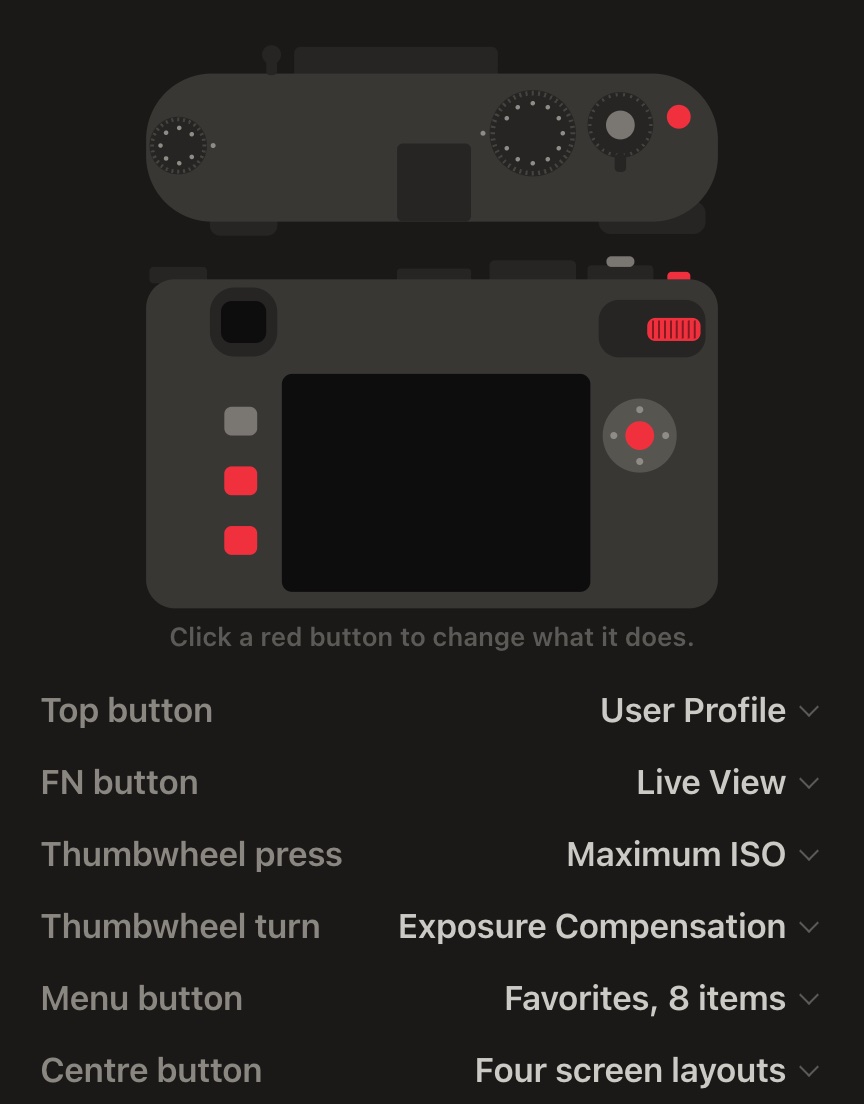 Click a red button to change what it does.
Top button User Profile
FN button Live View
Thumbwheel press Maximum ISO
Thumbwheel turn Exposure Compensation
Menu button Favorites, 8 items
Centre button Four screen layouts